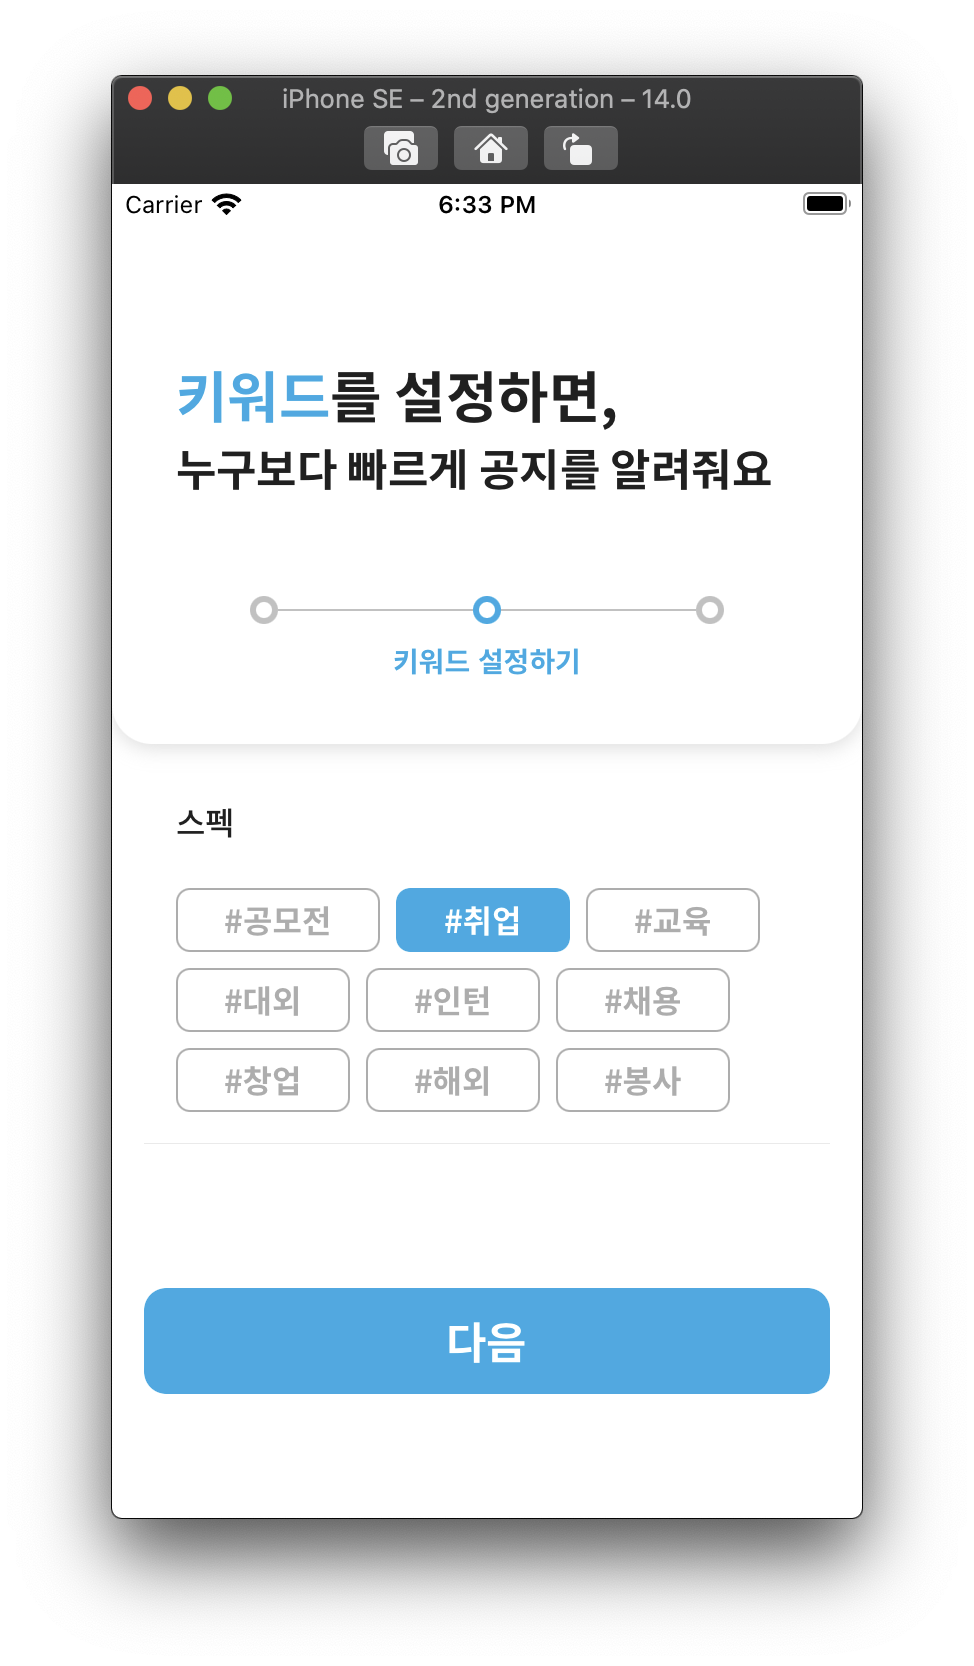 iPhone SE – 2nd generation – 14.0
Carrier 6:33 PM
키워드를 설정하면,
누구보다 빠르게 공지를 알려줘요
키워드 설정하기
스펙
#공모전 #취업 #교육
#대외 #인턴 #채용
#창업 #해외 #봉사
다음